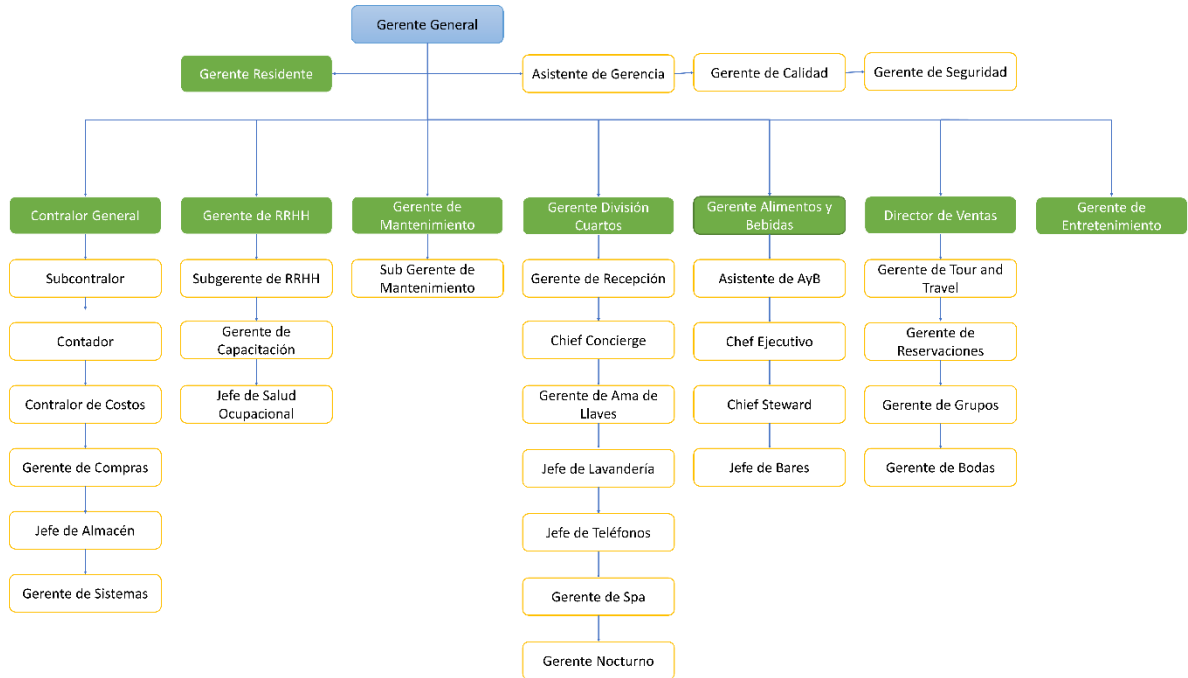 Gerente General
Gerente Residente
Asistente de Gerencia
Gerente de Calidad
Gerente de Seguridad
Contralor General
Gerente de RRHH
Gerente de
Mantenimiento
Gerente División
Cuartos
Gerente Alimentos y
Bebidas
Director de Ventas
Gerente de
Entretenimiento
Subcontralor
Contador
Contralor de Costos
Gerente de Compras
Jefe de Almacén
Gerente de Sistemas
Subgerente de RRHH
Gerente de
Capacitación
Jefe de Salud
Ocupacional
Sub Gerente de
Mantenimiento
Gerente de Recepción
Chief Concierge
Gerente de Ama de
Llaves
Jefe de Lavandería
Jefe de Teléfonos
Gerente de Spa
Gerente Nocturno
Asistente de AyB
Chef Ejecutivo
Chief Steward
Jefe de Bares
Gerente de Tour and
Travel
Gerente de
Reservaciones
Gerente de Grupos
Gerente de Bodas